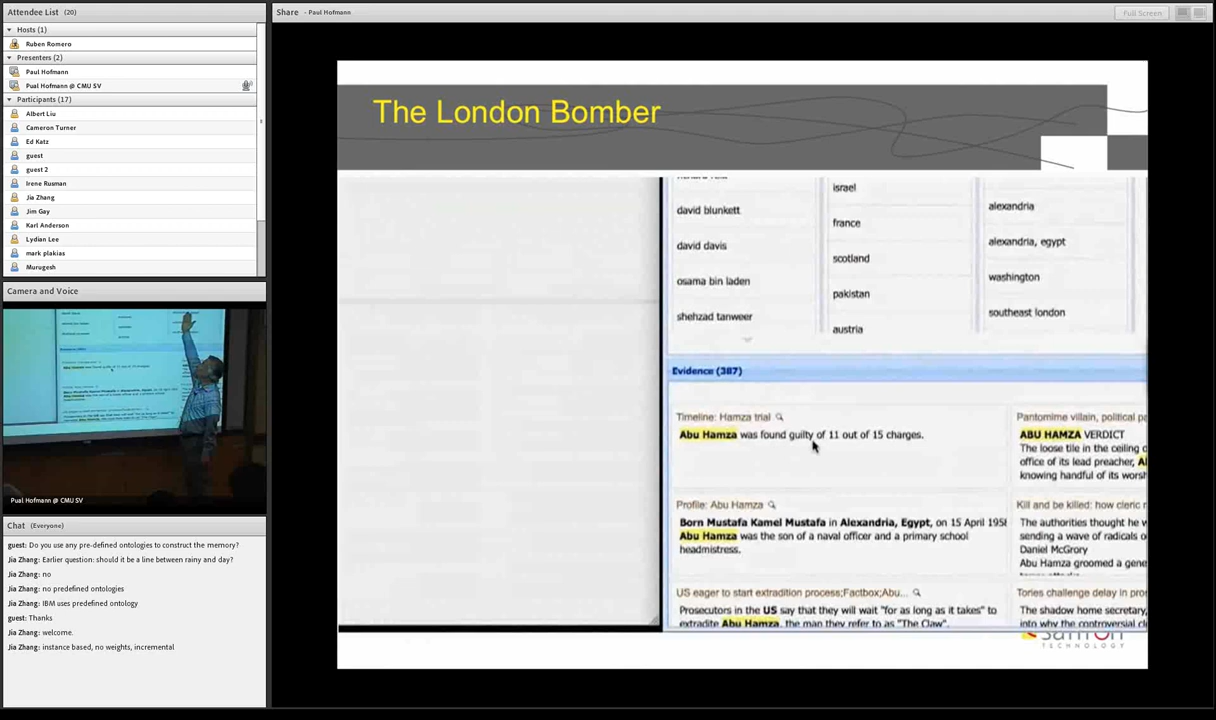 Attendee List (20)
Hosts (1)
Ruben Romero
Presenters (2)
Paul Hofmann
Pual Hofmann @ CMU SV
Participants (17)
Albert Liu
Cameron Turner
Ed Katz
guest
guest 2
Irene Rusman
Jia Zhang
Jim Gay
Karl Anderson
Lydian Lee
mark plakias
Murugesh
Camera and Voice
Pual Hofmann @ CMU SV
Chat (Everyone)
guest: Do you use any pre-defined ontologies to construct the memory?
Jia Zhang: Earlier question: should it be a line between rainy and day?
Jia Zhang: no
Jia Zhang: no predefined ontologies
Jia Zhang: IBM uses predefined ontology
guest: Thanks
Jia Zhang: welcome.
Jia Zhang: instance based, no weights, incremental
Share - Paul Hofmann
Full Screen
The London Bomber
david blunkett
david davis
osama bin laden
shehzad tanweer
israel
france
scotland
pakistan
austria
alexandria
alexandria, egypt
washington
southeast london
Evidence (387)
Timeline: Hamza trial
Abu Hamza was found guilty of 11 out of 15 charges.
Profile: Abu Hamza
Born Mustafa Kamel Mustafa in Alexandria, Egypt, on 15 April 195
Abu Hamza was the son of a naval officer and a primary school
headmistress.
US eager to start extradition process;Factbox;Abu...
Prosecutors in the US say that they will wait "for as long as it takes" to
extradite Abu Hamza, the man they refer to as "The Claw".
Pantomime villain, political
ABU HAMZA VERDICT
The loose tile in the ceiling
office of its lead preacher,
knowing handful of its
Kill and be killed: how cleric
The authorities thought he
sending a wave of radicals
Daniel McGrory
Abu Hamza groomed a
Tories challenge delay in
The shadow home secretary,
into why the controversial
TECHNOLOGY